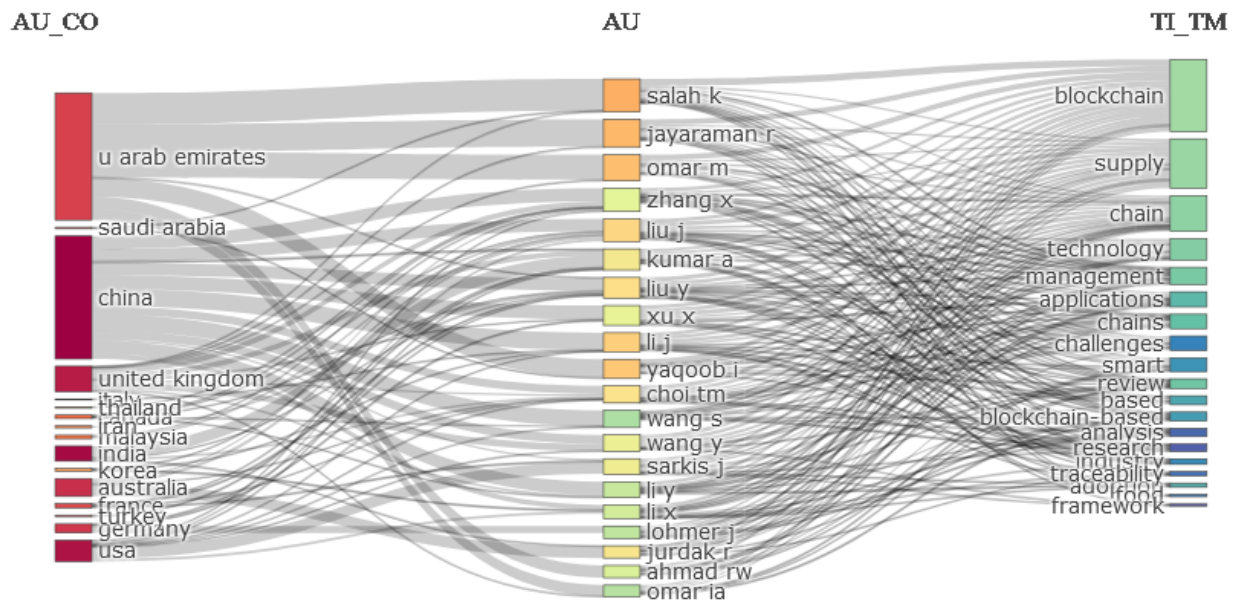 AU_CO
AU
TI_TM
u arab emirates
saudi arabia
china
united kingdom
italy
thailand
canada
iran
malaysia
india
korea
australia
france
turkey
germany
usa
salah k
jayaraman r
omar m
zhang x
liu j
kumar a
liu y
xu x
li j
yaqoob i
choi tm
wang s
wang y
sarkis j
li y
li x
lohmer j
jurdak r
ahmad rw
omar ia
blockchain
supply
chain
technology
management
applications
chains
challenges
smart
review
based
blockchain-based
analysis
research
industry
traceability
adoption
food
framework